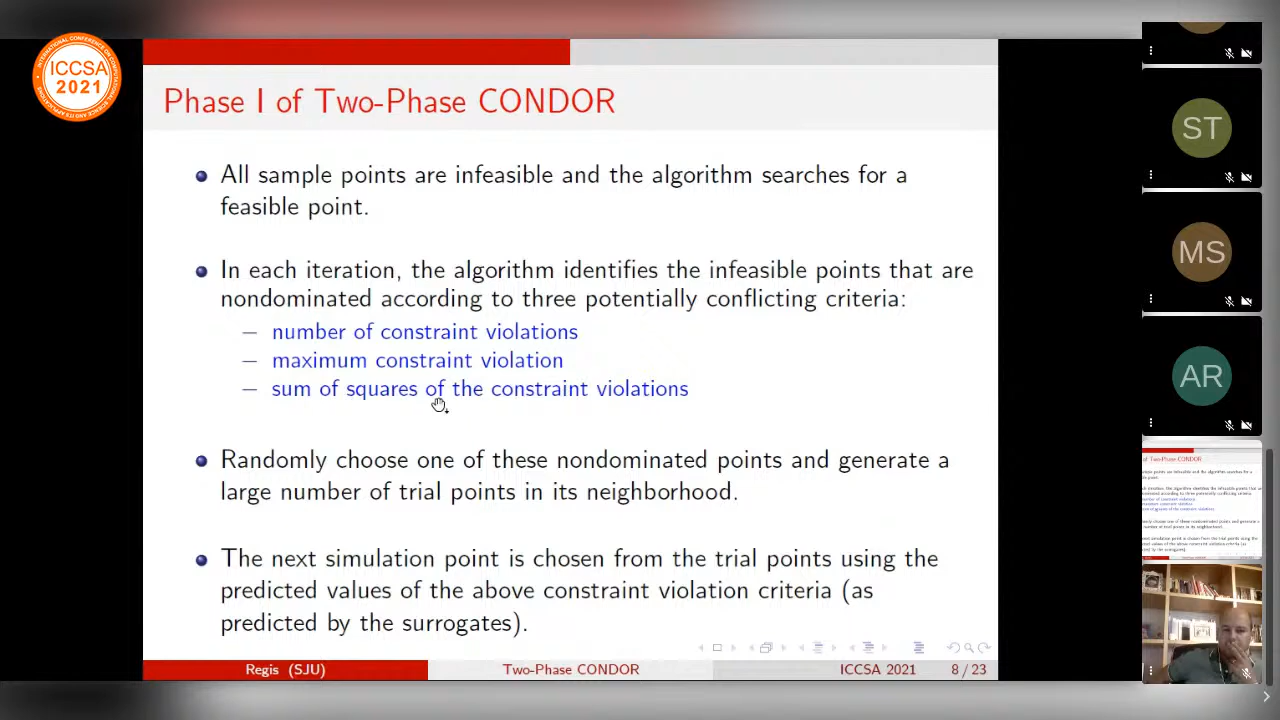 ICCSA
2021
Phase I of Two-Phase CONDOR
All sample points are infeasible and the algorithm searches for a
feasible point.
In each iteration, the algorithm identifies the infeasible points that are
nondominated according to three potentially conflicting criteria:
— number of constraint violations
— maximum constraint violation
— sum of squares of the constraint violations
Randomly choose one of these nondominated points and generate a
large number of trial points in its neighborhood.
The next simulation point is chosen from the trial points using the
predicted values of the above constraint violation criteria (as
predicted by the surrogates).
Regis (SJU)
Two-Phase CONDOR
ICCSA 2021
8 / 23
ST
MS
AR